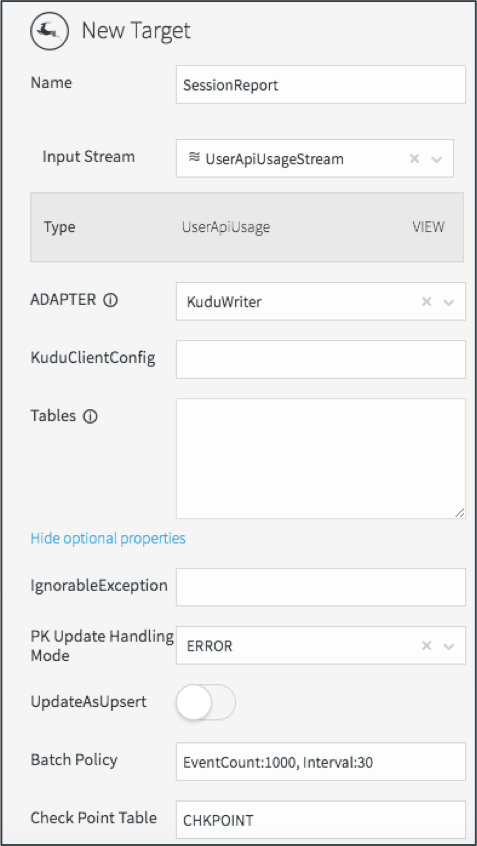 New Target
Name
SessionReport
Input Stream
UserApiUsageStream
Type
UserApiUsage
VIEW
ADAPTER
KuduWriter
KuduClientConfig
Tables
Hide optional properties
IgnorableException
PK Update Handling
Mode
ERROR
UpdateAsUpsert
Batch Policy
EventCount:1000, Interval:30
Check Point Table
CHKPOINT